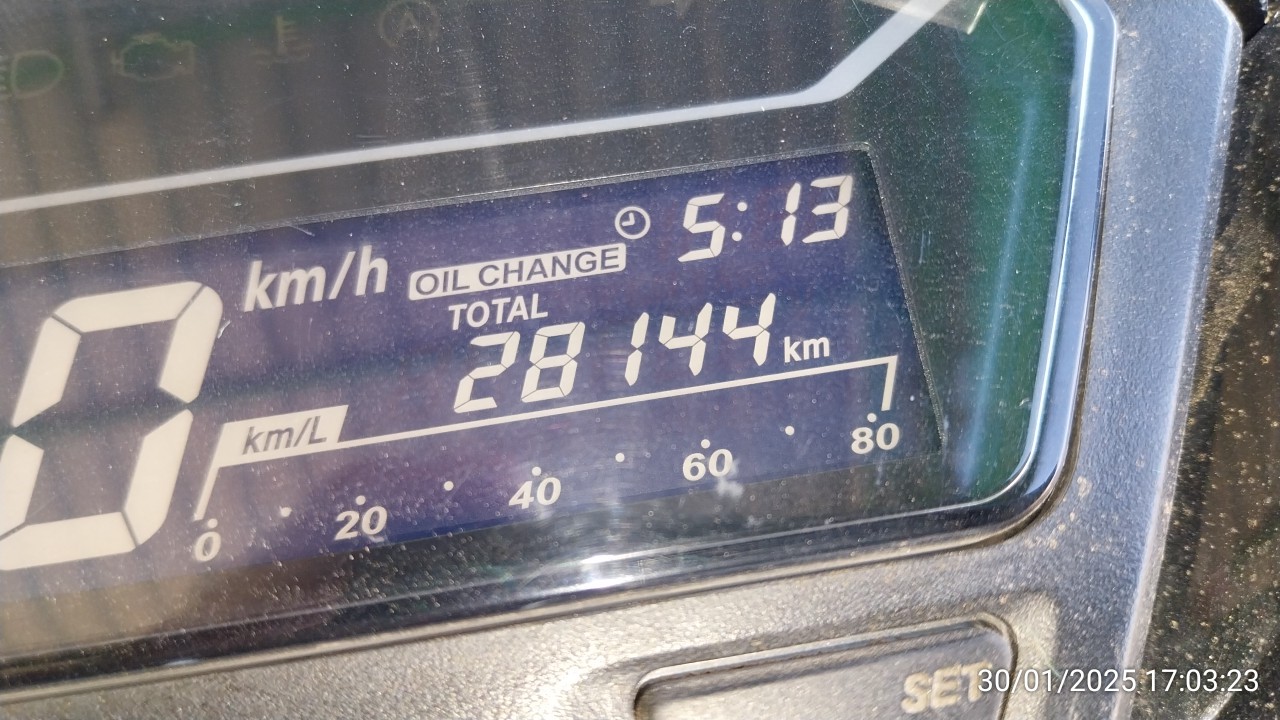 A
5:13
km/h
OIL CHANGE
TOTAL
28144 km
0
km/L
0 20 40 60 80
SET
30/01/2025 17:03:23